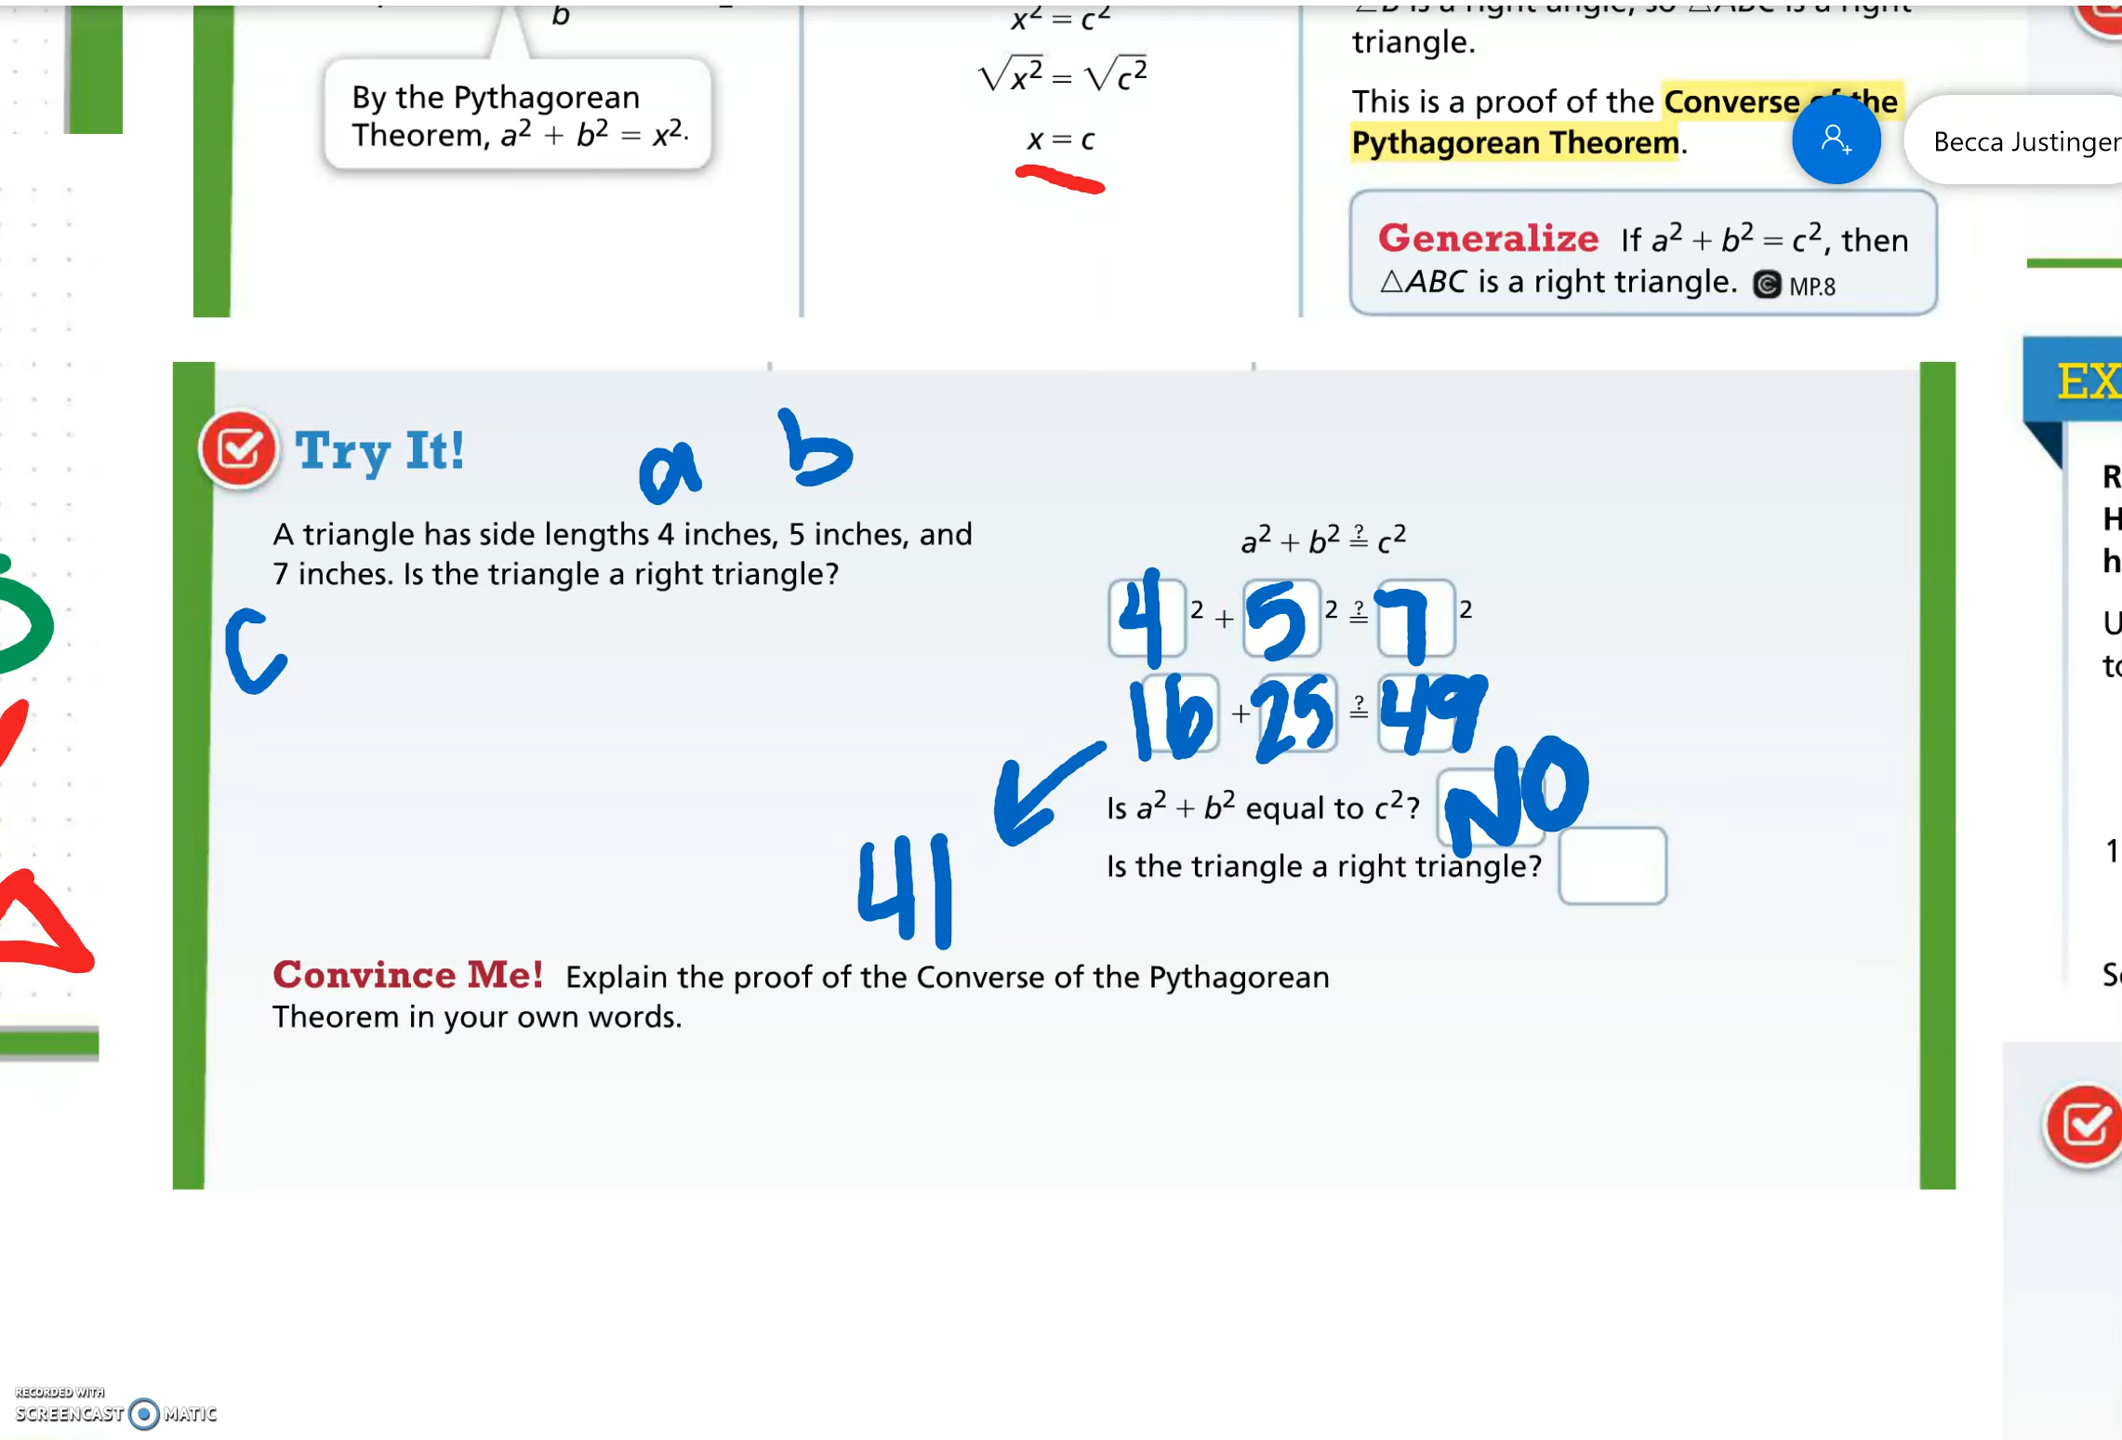 b
By the Pythagorean
Theorem, a² + b² = x².
x² = c²
√x² = √c²
x = c
triangle.
This is a proof of the Converse of the
Pythagorean Theorem.
Becca Justinger
Generalize If a² + b² = c², then
△ABC is a right triangle. MP.8
EX
Try It!
a b
A triangle has side lengths 4 inches, 5 inches, and
7 inches. Is the triangle a right triangle?
c
a² + b² ≟ c²
4² + 5² ≟ 7²
16 + 25 ≟ 49
41
Is a² + b² equal to c²? NO
Is the triangle a right triangle?
Convince Me! Explain the proof of the Converse of the Pythagorean
Theorem in your own words.
R
H
h
U
1
RECORDED WITH
SCREENCAST MATIC